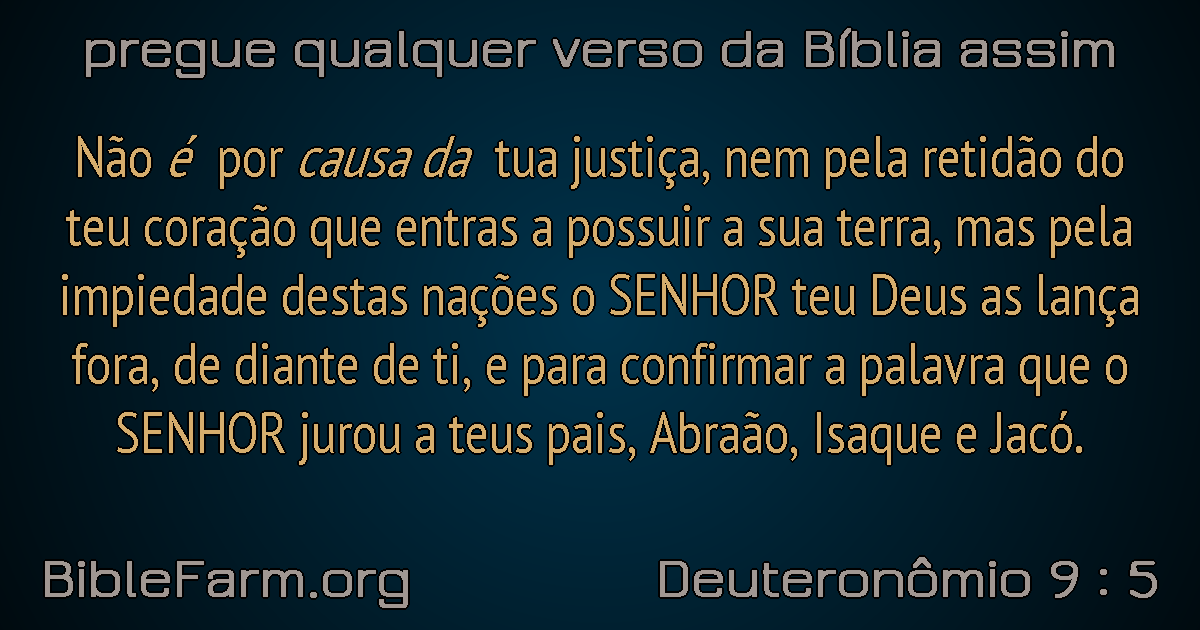 pregue qualquer verso da Bíblia assim
Não é por causa da tua justiça, nem pela retidão do
teu coração que entras a possuir a sua terra, mas pela
impiedade destas nações o SENHOR teu Deus as lança
fora, de diante de ti, e para confirmar a palavra que o
SENHOR jurou a teus pais, Abraão, Isaque e Jacó.
BibleFarm.org
Deuteronômio 9 : 5